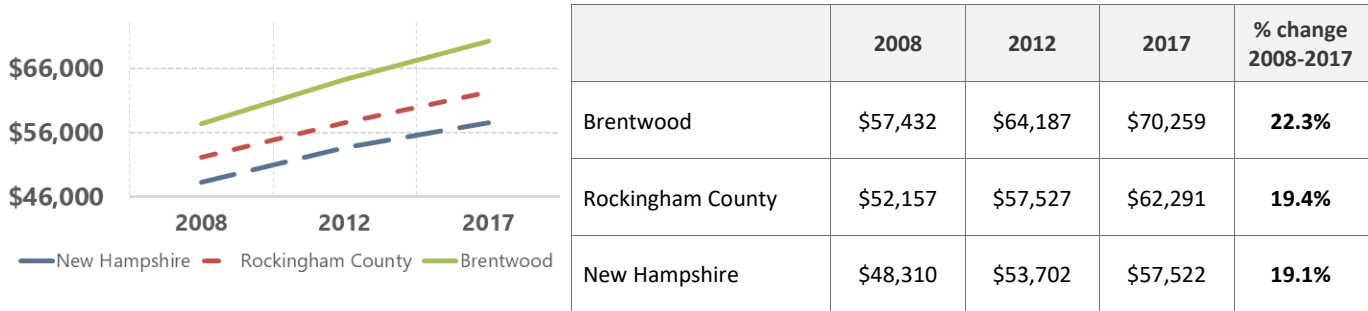 $66,000
$56,000
$46,000
2008 2012 2017
New Hampshire Rockingham County Brentwood
2008 2012 2017 % change
2008-2017
Brentwood $57,432 $64,187 $70,259 22.3%
Rockingham County $52,157 $57,527 $62,291 19.4%
New Hampshire $48,310 $53,702 $57,522 19.1%